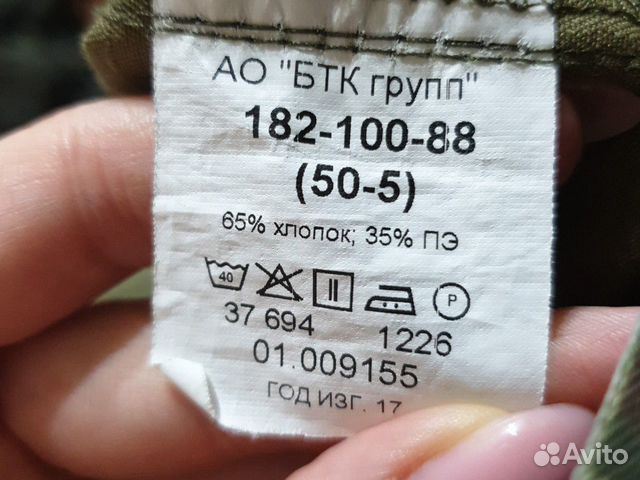 АО "БТК групп"
182-100-88
(50-5)
65% хлопок; 35% ПЭ
40 P
37 694 1226
01.009155
ГОД ИЗГ. 17
Avito